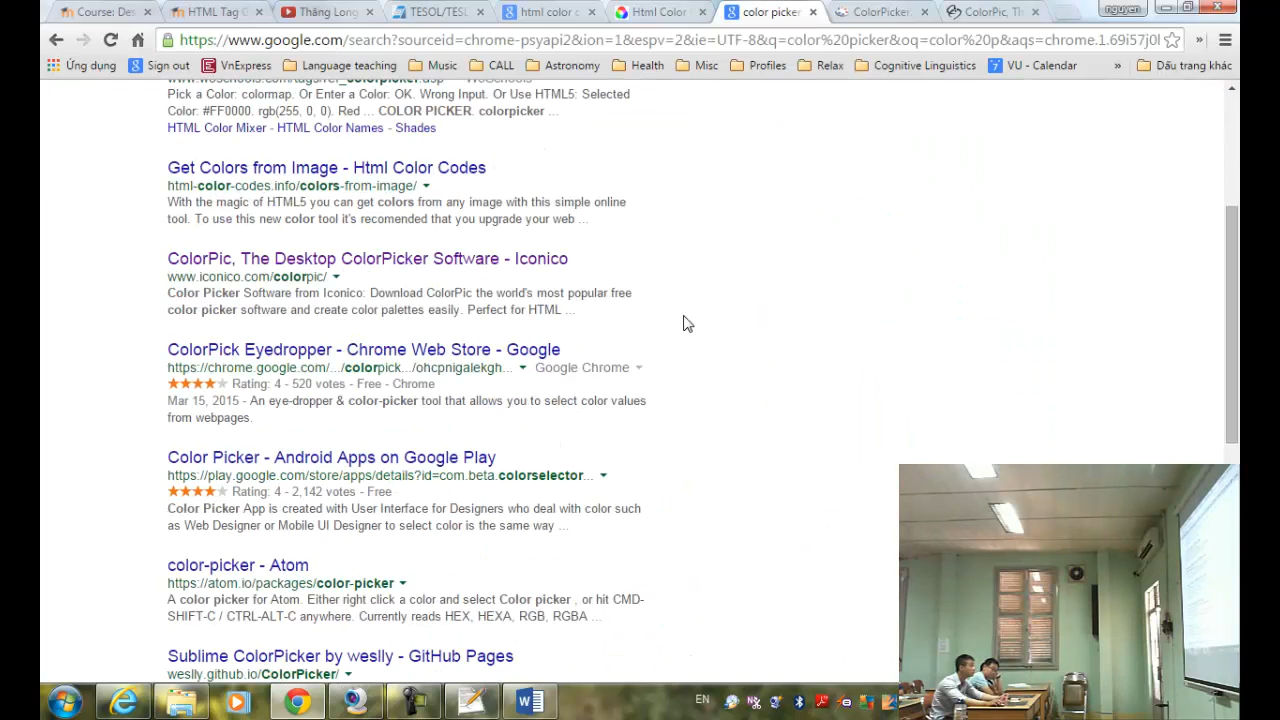 Course: Des
HTML Tag G
Thăng Long
TESOL/TESL
html color c
Html Color
color picker
ColorPicker.
ColorPic, Th
nguyen
https://www.google.com/search?sourceid=chrome-psyapi2&ion=1&espv=2&ie=UTF-8&q=color%20picker&oq=color%20p&aqs=chrome.1.69i57j0l
Ứng dụng
Sign out
VnExpress
Language teaching
Music
CALL
Astronomy
Health
Misc
Profiles
Relax
Cognitive Linguistics
VU - Calendar
»
Dấu trang khác
Pick a Color: colormap. Or Enter a Color: OK. Wrong Input. Or Use HTML5: Selected
Color: #FF0000. rgb(255, 0, 0). Red ... COLOR PICKER. colorpicker ...
HTML Color Mixer - HTML Color Names - Shades
Get Colors from Image - Html Color Codes
html-color-codes.info/colors-from-image/
With the magic of HTML5 you can get colors from any image with this simple online
tool. To use this new color tool it's recomended that you upgrade your web ...
ColorPic, The Desktop ColorPicker Software - Iconico
www.iconico.com/colorpic/
Color Picker Software from Iconico: Download ColorPic the world's most popular free
color picker software and create color palettes easily. Perfect for HTML ...
ColorPick Eyedropper - Chrome Web Store - Google
https://chrome.google.com/.../colorpick.../ohcpnigalekgh... Google Chrome
Rating: 4 - 520 votes - Free - Chrome
Mar 15, 2015 - An eye-dropper & color-picker tool that allows you to select color values
from webpages.
Color Picker - Android Apps on Google Play
https://play.google.com/store/apps/details?id=com.beta.colorselector...
Rating: 4 - 2,142 votes - Free
Color Picker App is created with User Interface for Designers who deal with color such
as Web Designer or Mobile UI Designer to select color is the same way ...
color-picker - Atom
https://atom.io/packages/color-picker
A color picker for Atom. Either right click a color and select Color picker , or hit CMD-
SHIFT-C / CTRL-ALT-C anywhere. Currently reads HEX, HEXA, RGB, RGBA ...
Sublime ColorPicker by weslly - GitHub Pages
weslly.github.io/ColorPicker/
EN